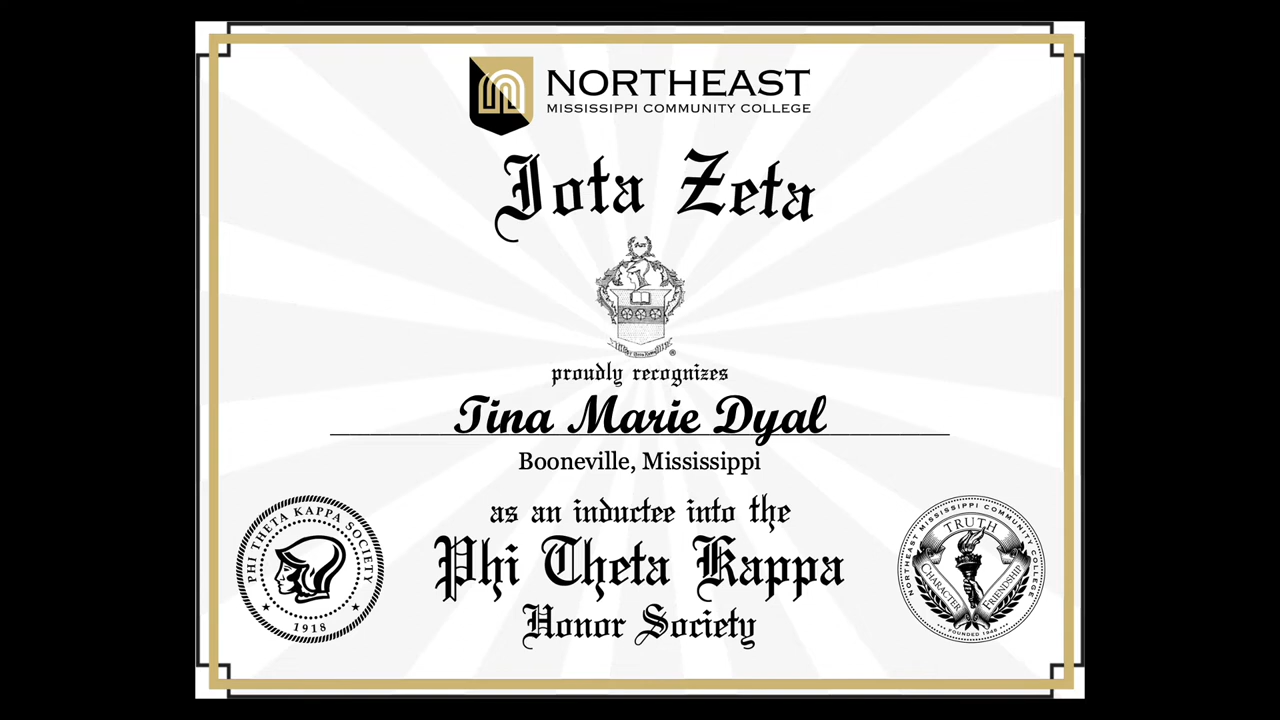 NORTHEAST
MISSISSIPPI COMMUNITY COLLEGE
Iota Zeta
proudly recognizes
Tina Marie Dyal
Booneville, Mississippi
as an inductee into the
Phi Theta Kappa
Honor Society
PHI THETA KAPPA SOCIETY
1918
NORTHEAST MISSISSIPPI COMMUNITY COLLEGE
TRUTH
CHARACTER
FRIENDSHIP
FOUNDED 1948